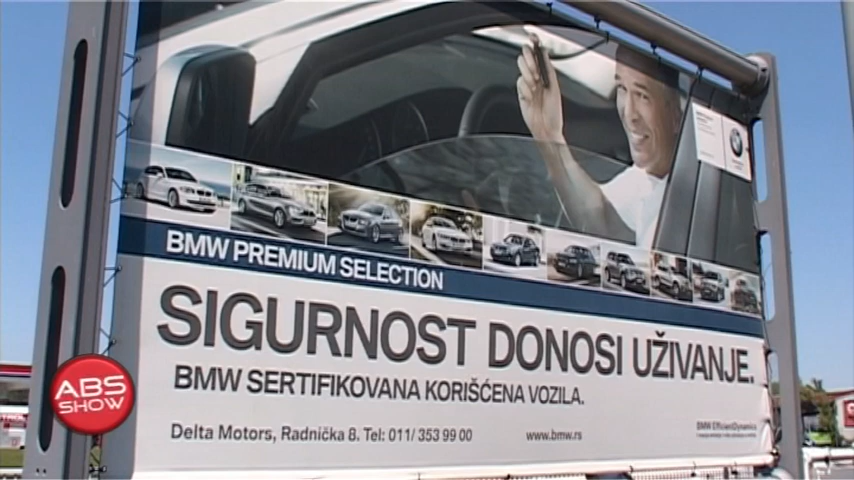 BMW PREMIUM SELECTION
SIGURNOST DONOSI UŽIVANJE.
BMW SERTIFIKOVANA KORIŠĆENA VOZILA.
Delta Motors, Radnička 8. Tel: 011/ 353 99 00
www.bmw.rs
BMW EfficientDynamics
ABS
SHOW